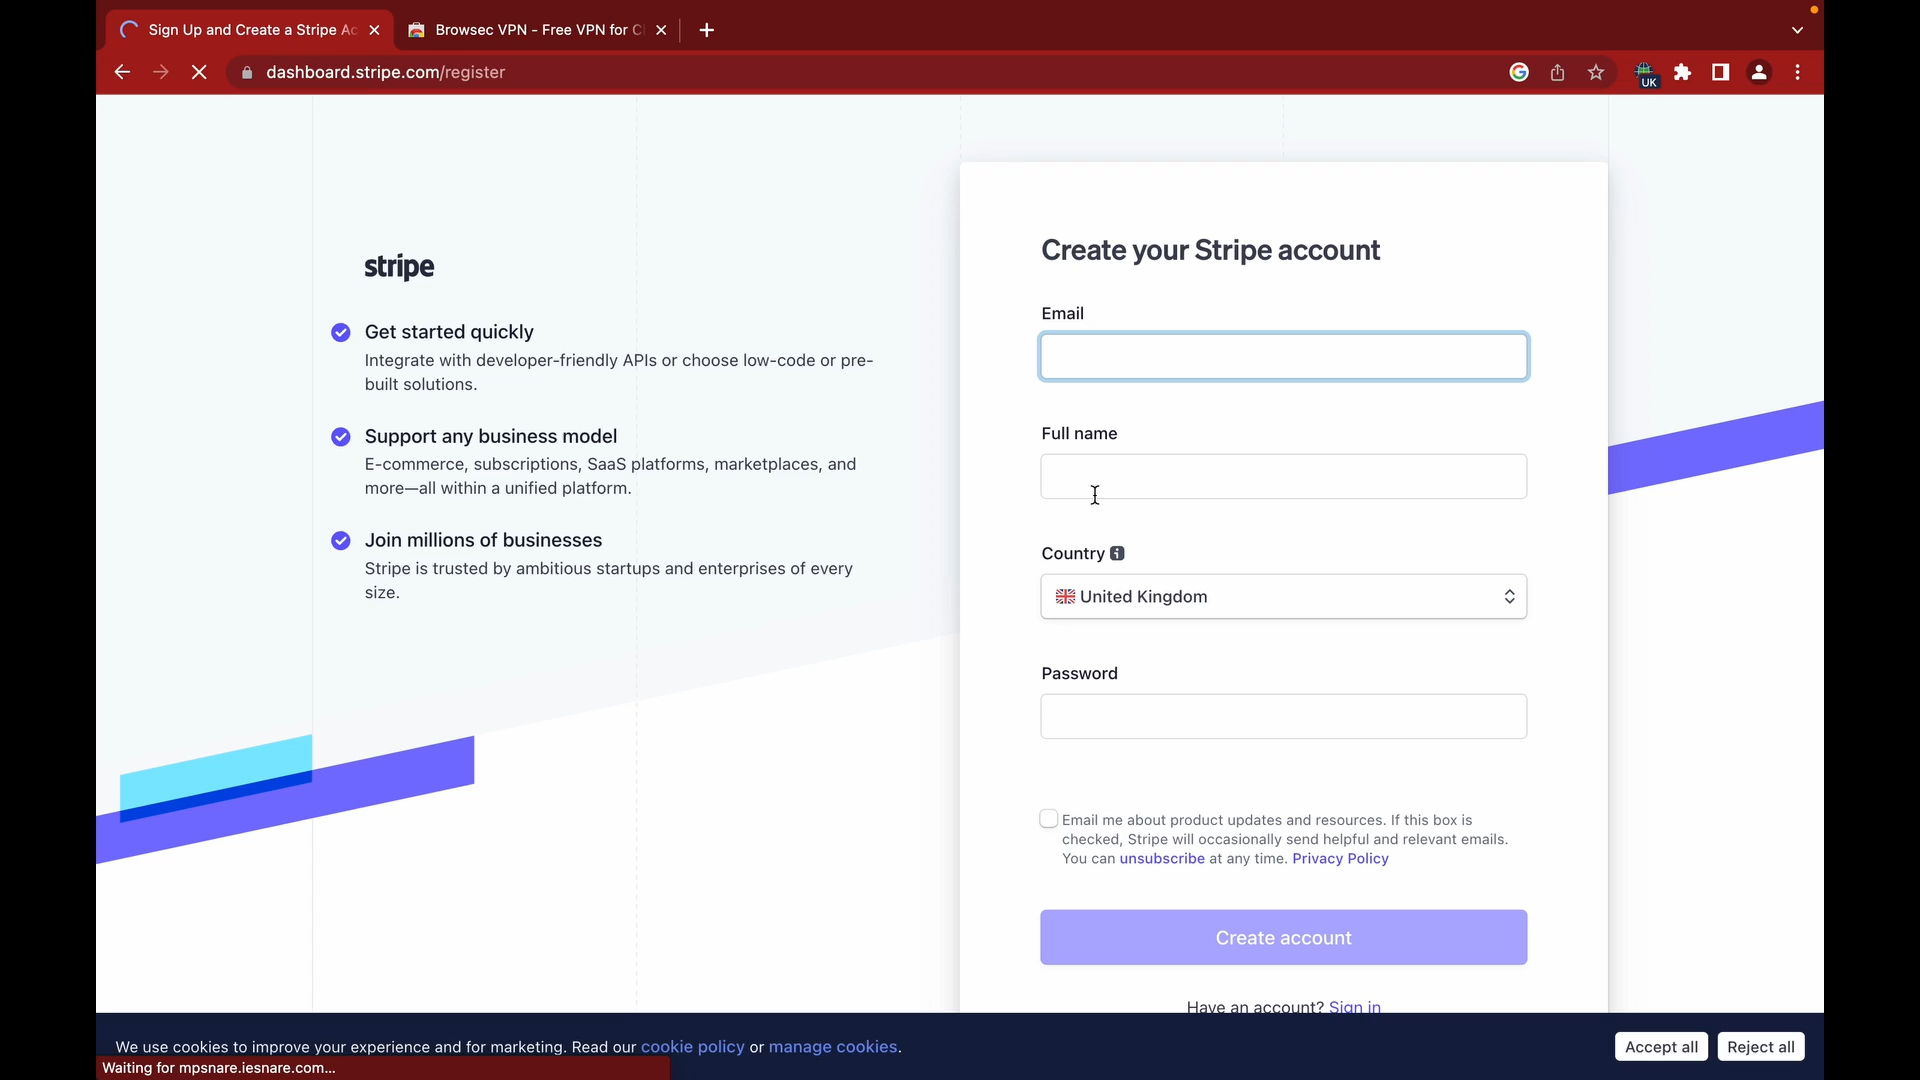 Sign Up and Create a Stripe Ac
Browsec VPN - Free VPN for C
dashboard.stripe.com/register
UK
stripe
Get started quickly
Integrate with developer-friendly APIs or choose low-code or pre-
built solutions.
Support any business model
E-commerce, subscriptions, SaaS platforms, marketplaces, and
more—all within a unified platform.
Join millions of businesses
Stripe is trusted by ambitious startups and enterprises of every
size.
Create your Stripe account
Email
Full name
Country
United Kingdom
Password
Email me about product updates and resources. If this box is
checked, Stripe will occasionally send helpful and relevant emails.
You can unsubscribe at any time. Privacy Policy
Create account
Have an account? Sign in
We use cookies to improve your experience and for marketing. Read our cookie policy or manage cookies.
Accept all
Reject all
Waiting for mpsnare.iesnare.com...